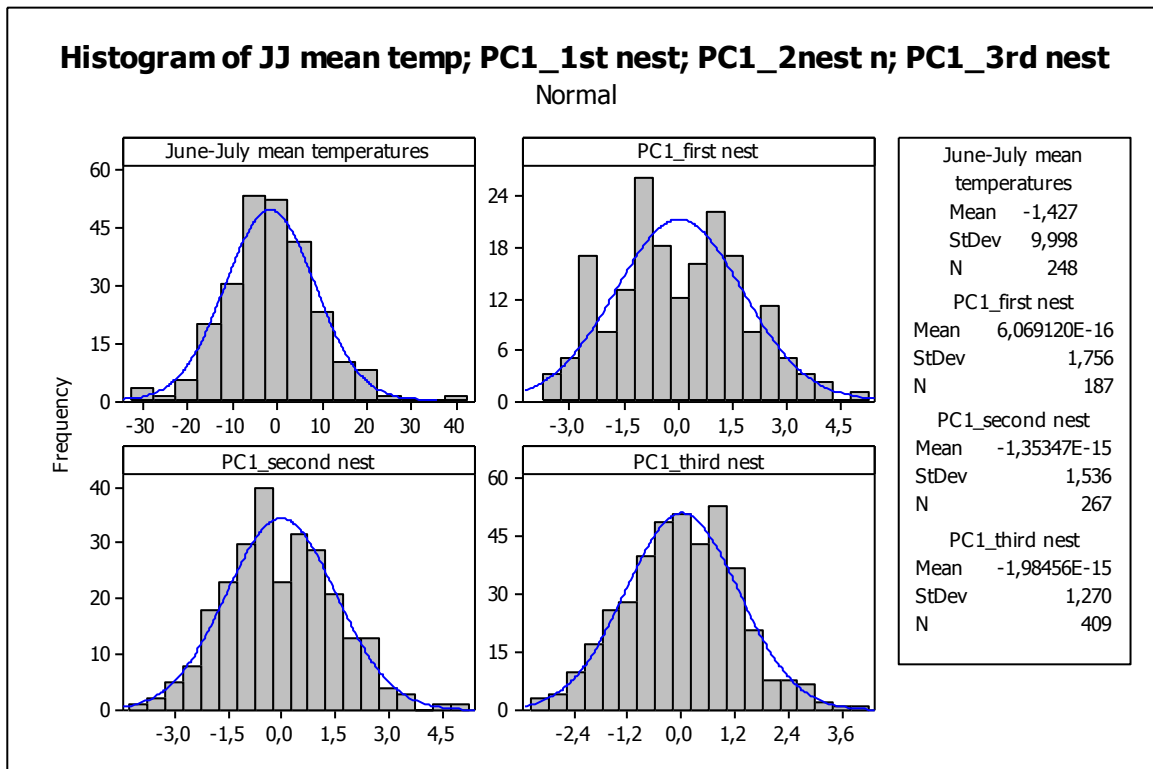 Histogram of JJ mean temp; PC1_1st nest; PC1_2nest n; PC1_3rd nest
Normal
June-July mean temperatures
60
45
30
15
0
-30 -20 -10 0 10 20 30 40
PC1_first nest
24
18
12
6
0
-3,0 -1,5 0,0 1,5 3,0 4,5
Frequency
PC1_second nest
40
30
20
10
0
-3,0 -1,5 0,0 1,5 3,0 4,5
PC1_third nest
60
45
30
15
0
-2,4 -1,2 0,0 1,2 2,4 3,6
June-July mean
temperatures
Mean -1,427
StDev 9,998
N 248
PC1_first nest
Mean 6,069120E-16
StDev 1,756
N 187
PC1_second nest
Mean -1,35347E-15
StDev 1,536
N 267
PC1_third nest
Mean -1,98456E-15
StDev 1,270
N 409